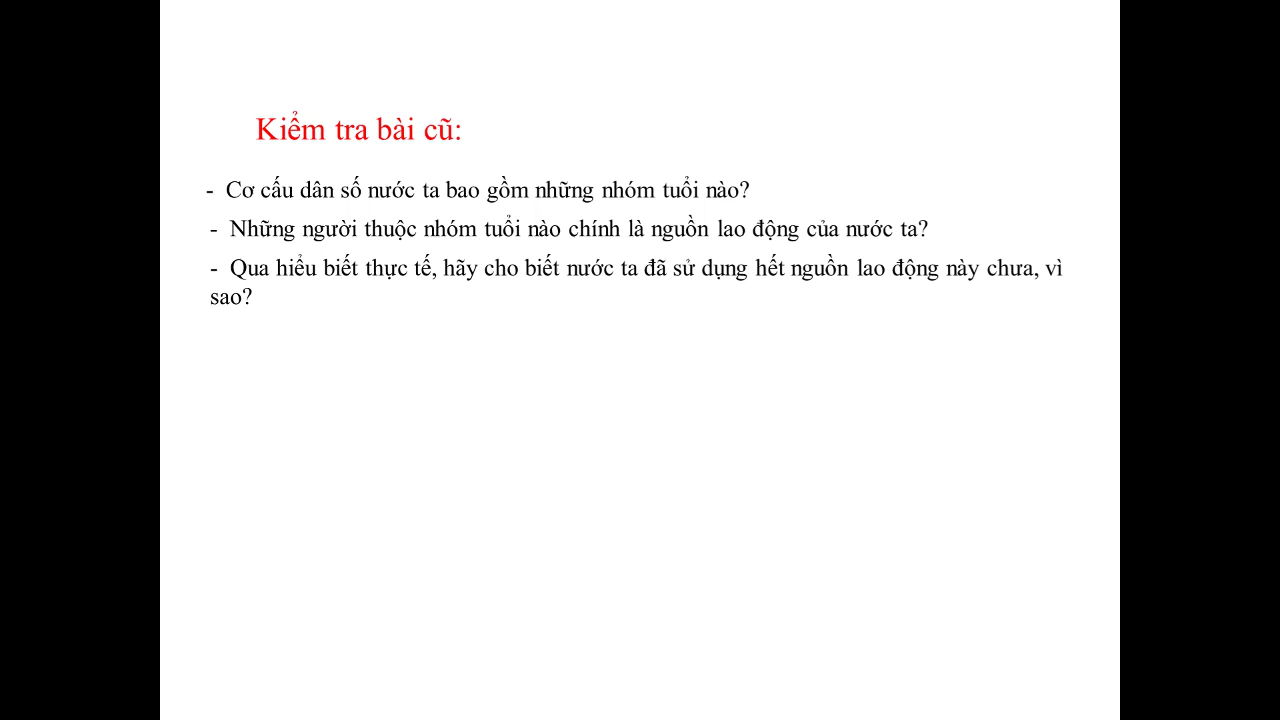 Kiểm tra bài cũ:
- Cơ cấu dân số nước ta bao gồm những nhóm tuổi nào?
- Những người thuộc nhóm tuổi nào chính là nguồn lao động của nước ta?
- Qua hiểu biết thực tế, hãy cho biết nước ta đã sử dụng hết nguồn lao động này chưa, vì
sao?